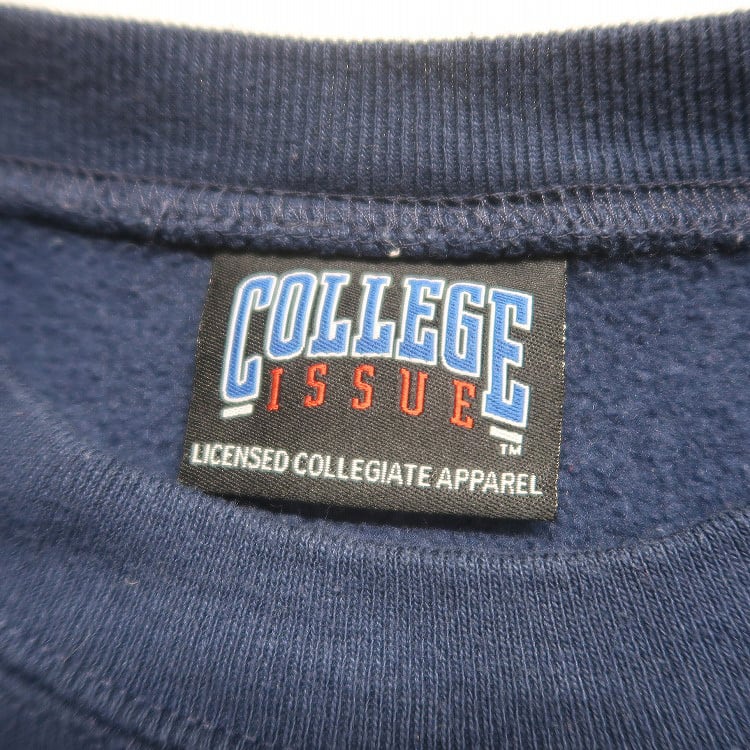 COLLEGE
ISSUE
TM
LICENSED COLLEGIATE APPAREL